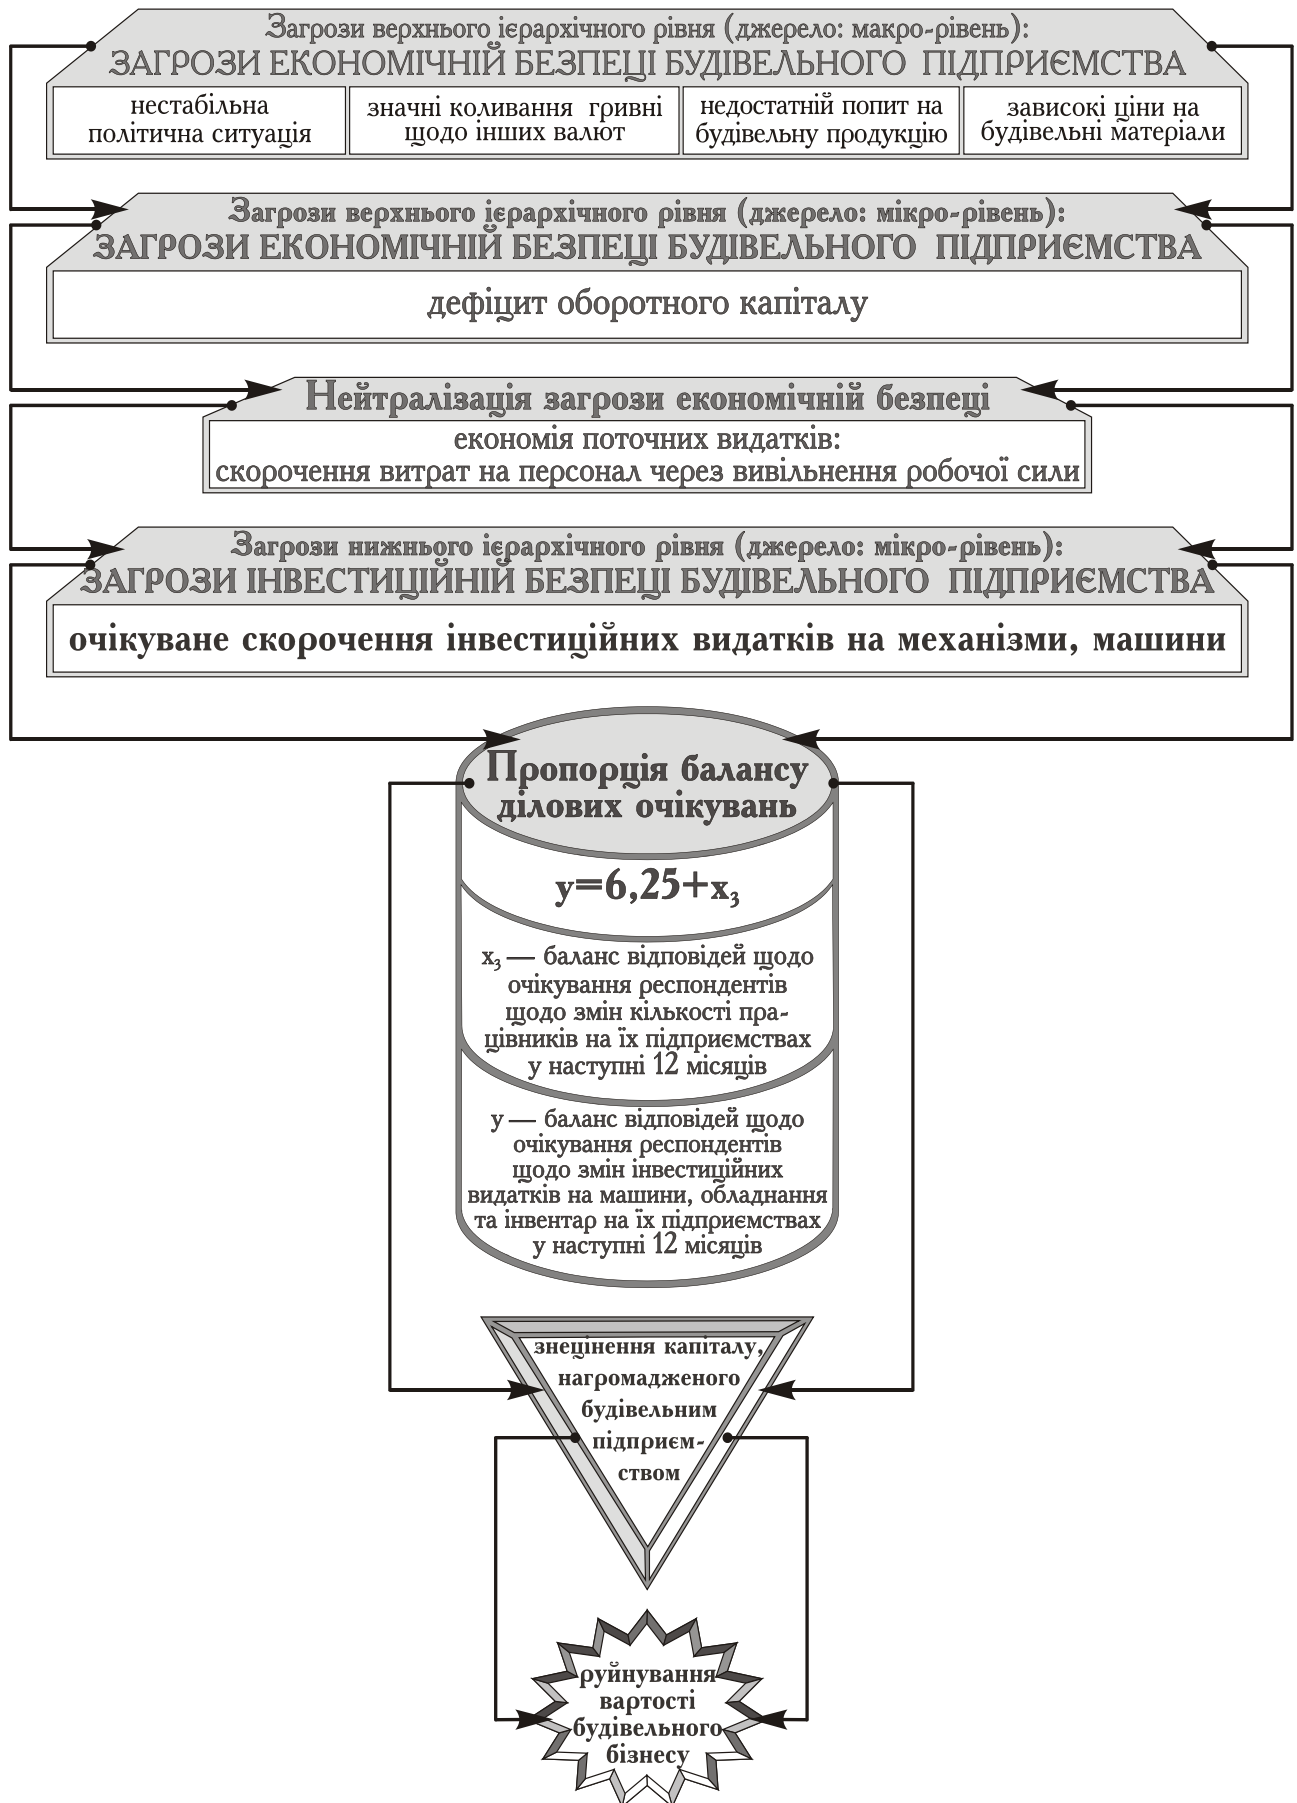 Загрози верхнього ієрархічного рівня (джерело: макро-рівень):
ЗАГРОЗИ ЕКОНОМІЧНІЙ БЕЗПЕЦІ БУДІВЕЛЬНОГО ПІДПРИЄМСТВА
нестабільна
політична ситуація
значні коливання гривні
щодо інших валют
недостатній попит на
будівельну продукцію
зависокі ціни на
будівельні матеріали
Загрози верхнього ієрархічного рівня (джерело: мікро-рівень):
ЗАГРОЗИ ЕКОНОМІЧНІЙ БЕЗПЕЦІ БУДІВЕЛЬНОГО ПІДПРИЄМСТВА
дефіцит оборотного капіталу
Нейтралізація загрози економічній безпеці
економія поточних видатків:
скорочення витрат на персонал через вивільнення робочої сили
Загрози нижнього ієрархічного рівня (джерело: мікро-рівень):
ЗАГРОЗИ ІНВЕСТИЦІЙНІЙ БЕЗПЕЦІ БУДІВЕЛЬНОГО ПІДПРИЄМСТВА
очікуване скорочення інвестиційних видатків на механізми, машини
Пропорція балансу
ділових очікувань
y=6,25+x₃
x₃ — баланс відповідей щодо
очікування респондентів
щодо змін кількості пра-
цівників на їх підприємствах
у наступні 12 місяців
y — баланс відповідей щодо
очікування респондентів
щодо змін інвестиційних
видатків на машини, обладнання
та інвентар на їх підприємствах
у наступні 12 місяців
знецінення капіталу,
нагромадженого
будівельним
підприєм-
ством
руйнування
вартості
будівельного
бізнесу